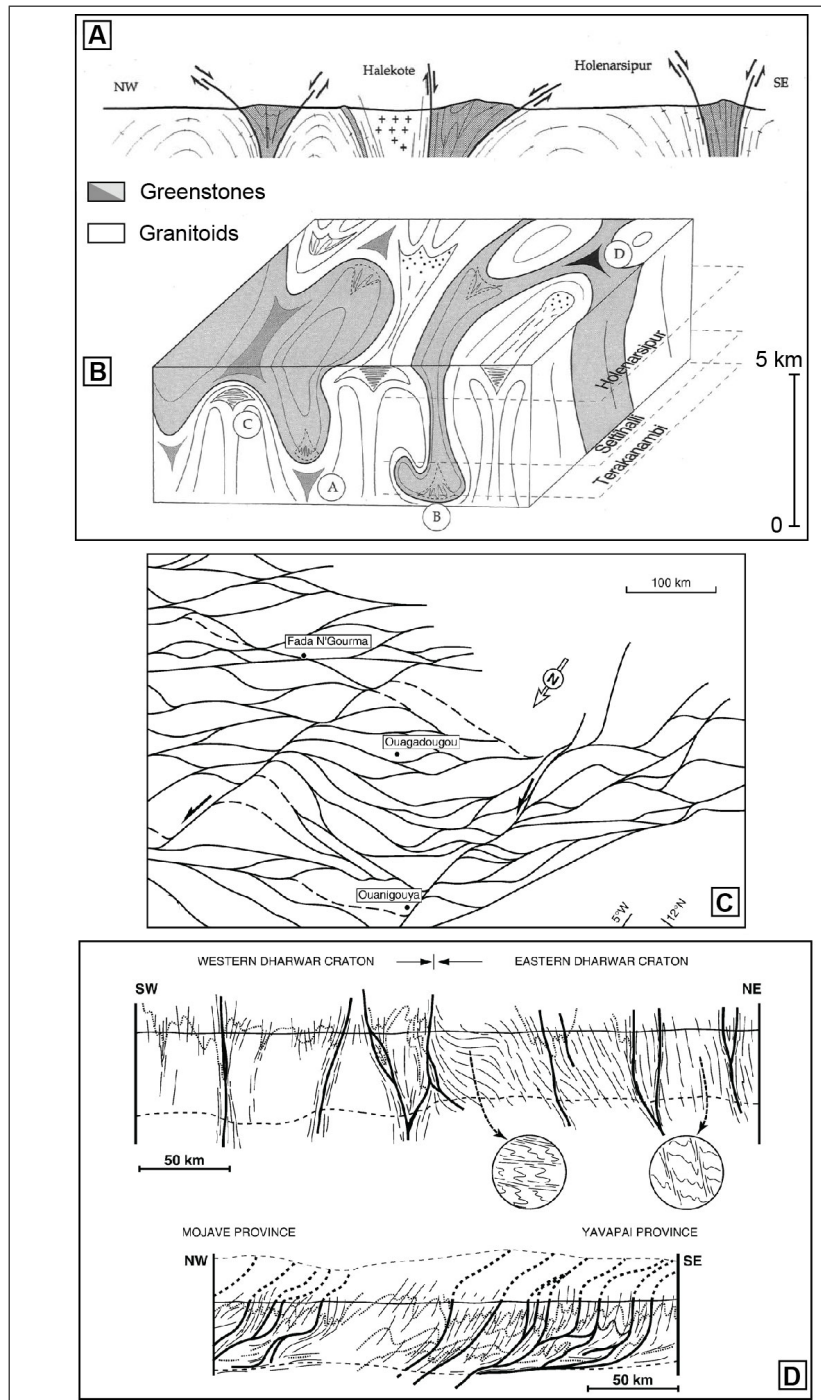 A
NW
Halekote
Holenarsipur
SE
Greenstones
Granitoids
B
D
C
A
B
Holenarsipur
Settihalli
Terakanambi
5 km
0
100 km
Fada N'Gourma
N
Ouagadougou
Ouanigouya
5°W
12°N
C
WESTERN DHARWAR CRATON
EASTERN DHARWAR CRATON
SW
NE
50 km
MOJAVE PROVINCE
YAVAPAI PROVINCE
NW
SE
50 km
D